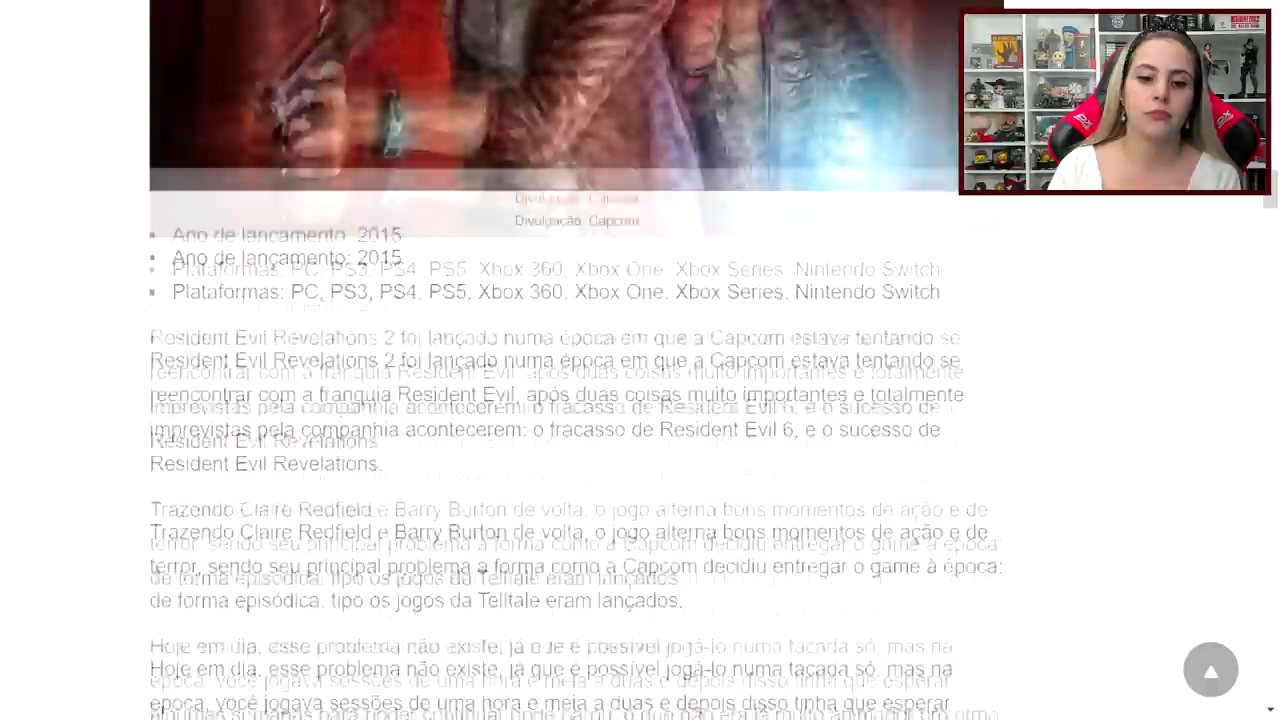 Divulgação Capcom
Ano de lançamento: 2015
Plataformas: PC, PS3, PS4, PS5, Xbox 360, Xbox One, Xbox Series, Nintendo Switch
Resident Evil Revelations 2 foi lançado numa época em que a Capcom estava tentando se
reencontrar com a franquia Resident Evil, após duas coisas muito importantes e totalmente
imprevistas pela companhia acontecerem: o fracasso de Resident Evil 6, e o sucesso de
Resident Evil Revelations.
Trazendo Claire Redfield e Barry Burton de volta, o jogo alterna bons momentos de ação e de
terror, sendo seu principal problema a forma como a Capcom decidiu entregar o game à época:
de forma episódica, tipo os jogos da Telltale eram lançados.
Hoje em dia, esse problema não existe, já que é possível jogá-lo numa tacada só, mas na
época, você jogava sessões de uma hora e meia a duas e depois disso tinha que esperar